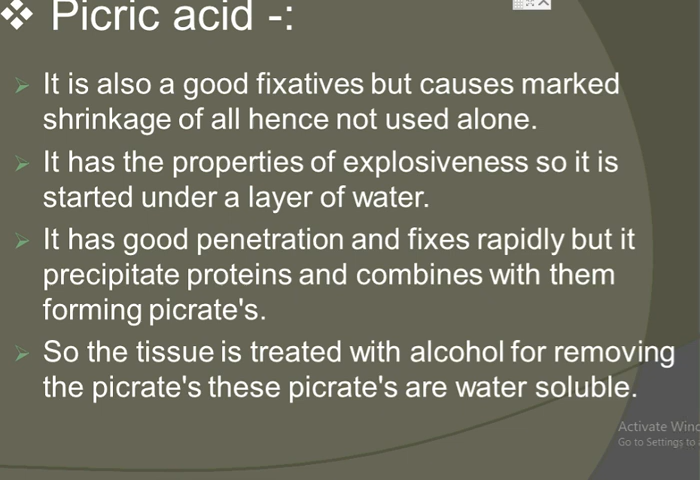 Picric acid -:
It is also a good fixatives but causes marked
shrinkage of all hence not used alone.
It has the properties of explosiveness so it is
started under a layer of water.
It has good penetration and fixes rapidly but it
precipitate proteins and combines with them
forming picrate's.
So the tissue is treated with alcohol for removing
the picrate's these picrate's are water soluble.
Activate Wind
Go to Settings to